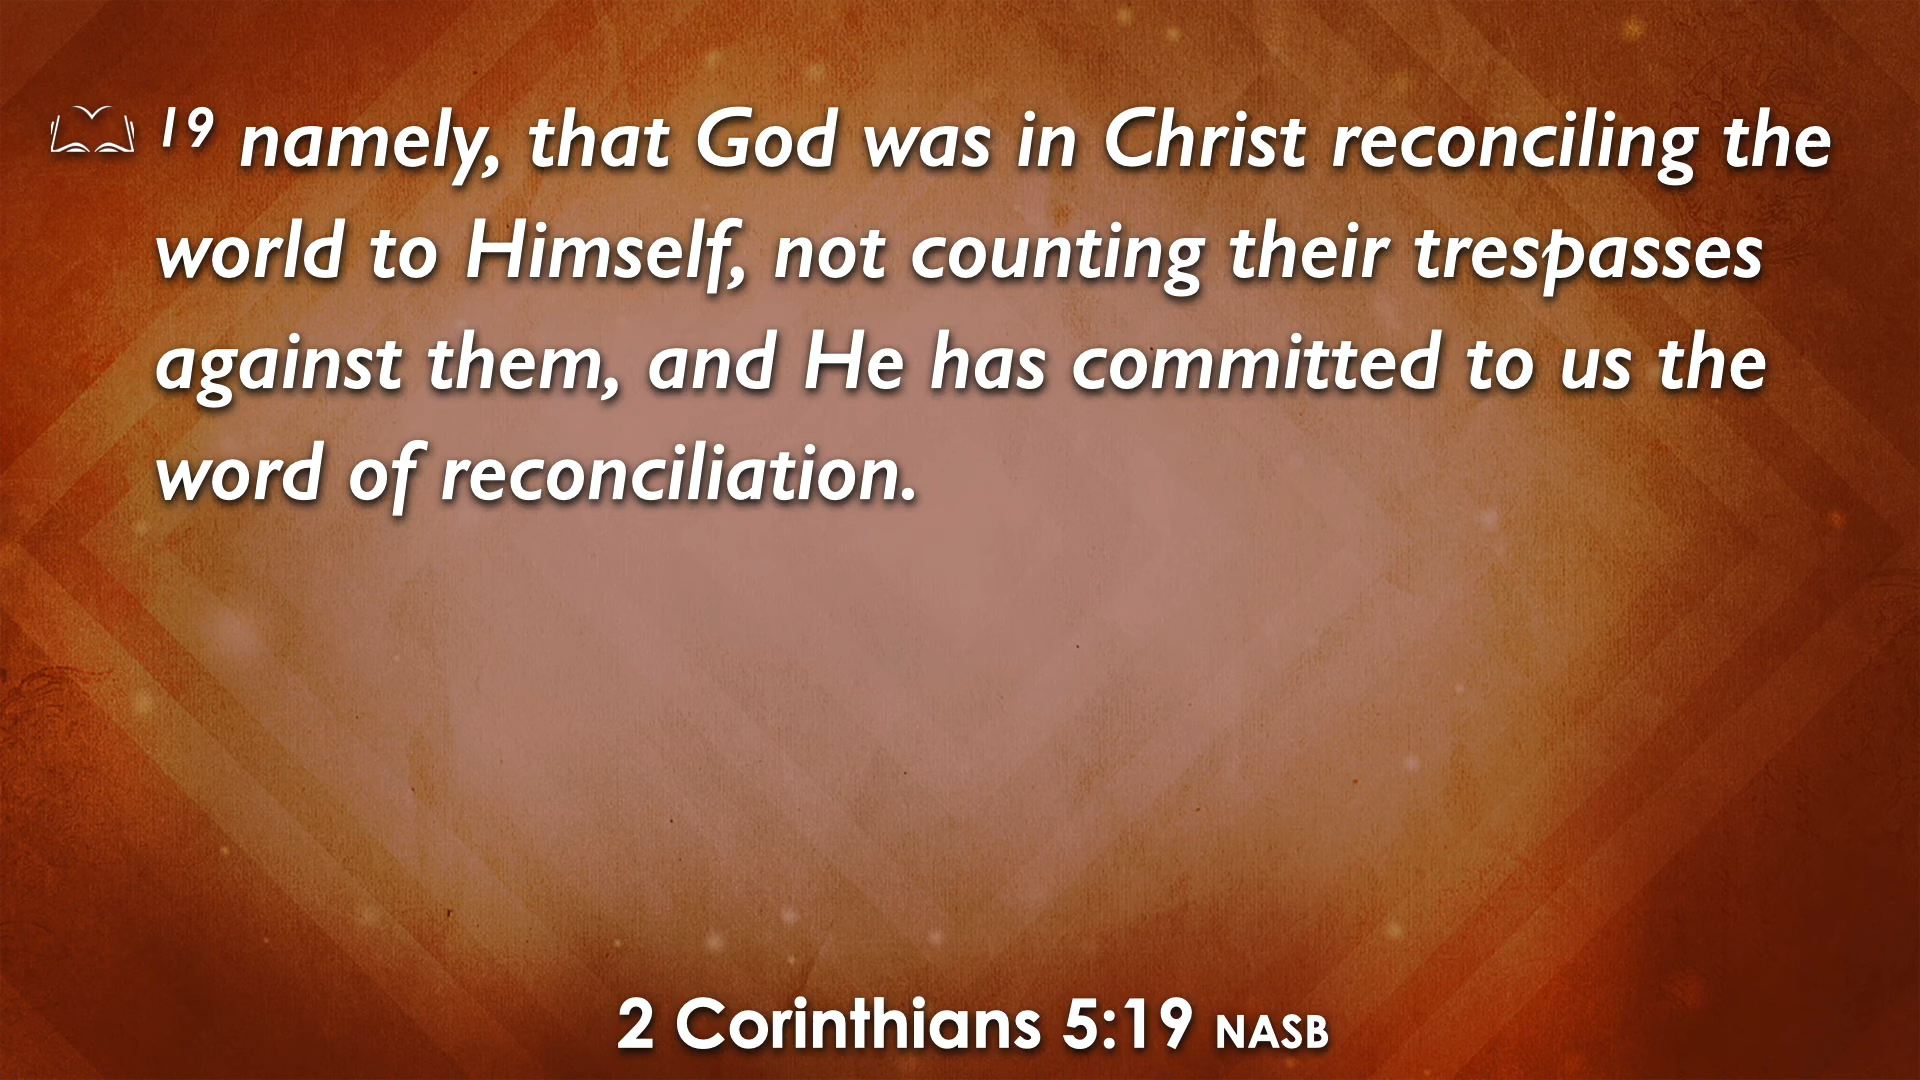 19 namely, that God was in Christ reconciling the
world to Himself, not counting their trespasses
against them, and He has committed to us the
word of reconciliation.
2 Corinthians 5:19 NASB